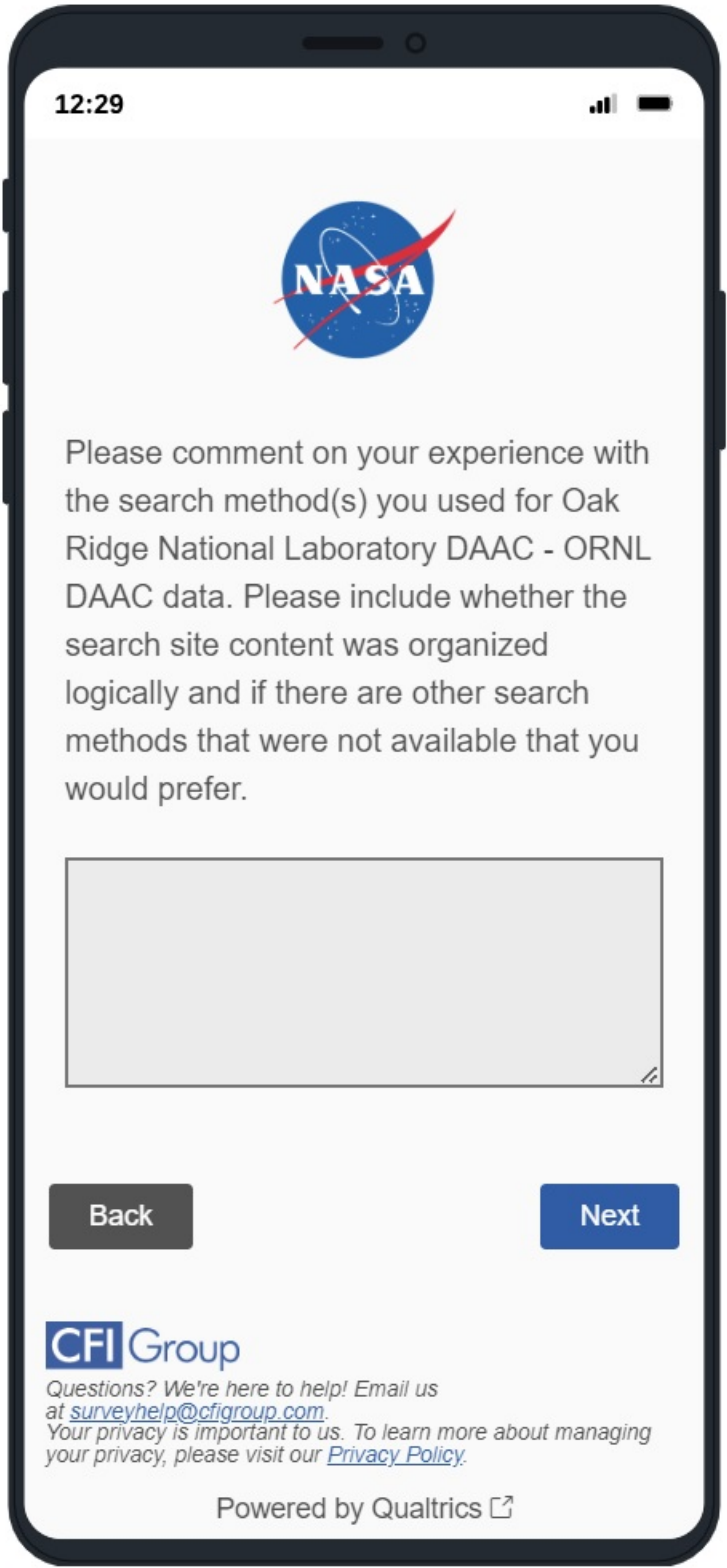 12:29
NASA
Please comment on your experience with
the search method(s) you used for Oak
Ridge National Laboratory DAAC - ORNL
DAAC data. Please include whether the
search site content was organized
logically and if there are other search
methods that were not available that you
would prefer.
Back
Next
CFI Group
Questions? We're here to help! Email us
at surveyhelp@cfigroup.com.
Your privacy is important to us. To learn more about managing
your privacy, please visit our Privacy Policy.
Powered by Qualtrics